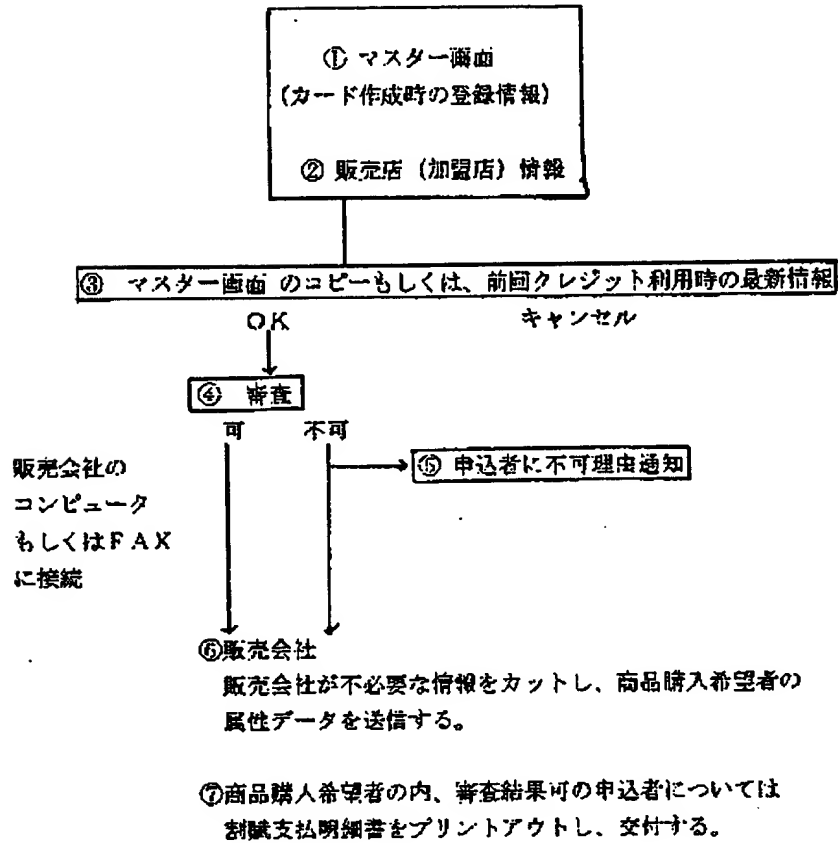 ① マスター画面
(カード作成時の登録情報)
② 販売店 (加盟店) 情報
③ マスター画面 のコピーもしくは、前回クレジット利用時の最新情報
OK
キャンセル
④ 審査
可
不可
⑤ 申込者に不可理由通知
販売会社の
コンピュータ
もしくはFAX
に接続
⑥販売会社
販売会社が不必要な情報をカットし、商品購入希望者の
属性データを送信する。
⑦商品購入希望者の内、審査結果可の申込者については
割賦支払明細書をプリントアウトし、交付する。